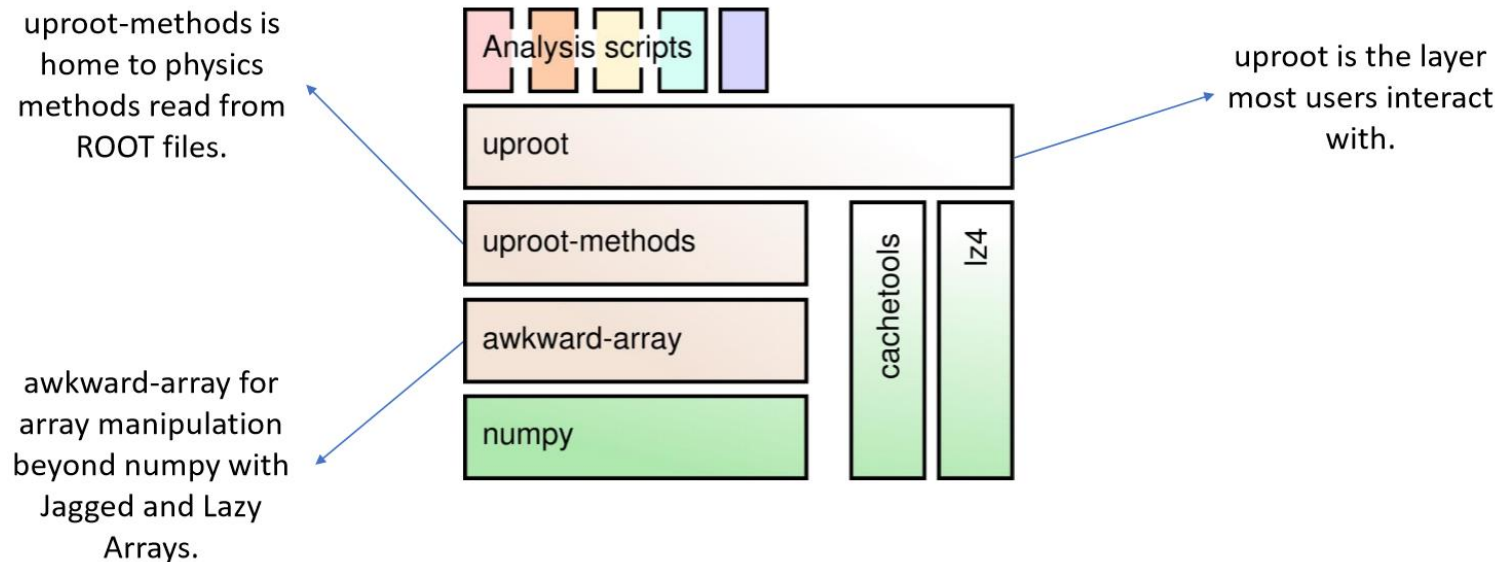 uproot-methods is
home to physics
methods read from
ROOT files.
Analysis scripts
uproot is the layer
most users interact
with.
uproot
uproot-methods
cachetools
lz4
awkward-array
numpy
awkward-array for
array manipulation
beyond numpy with
Jagged and Lazy
Arrays.